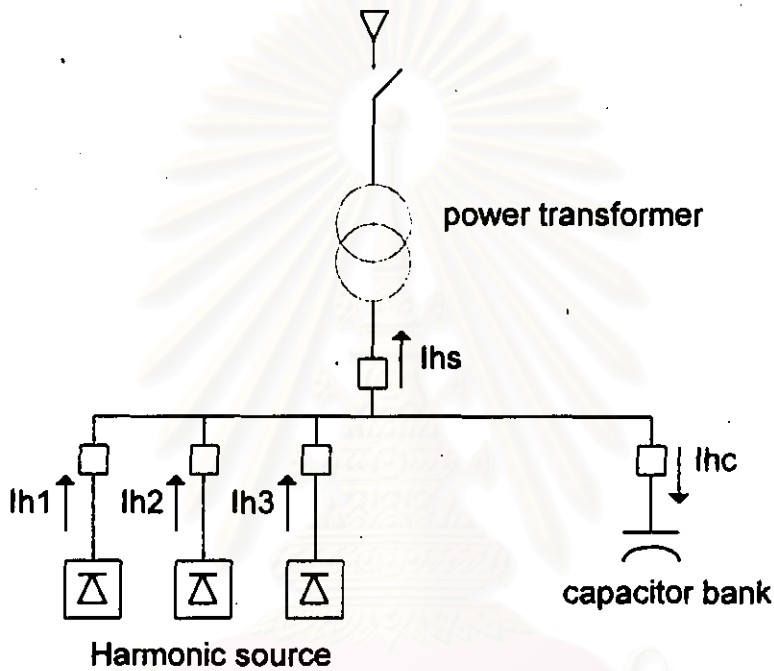 power transformer
Ihs
Ih1
Ih2
Ih3
Ihc
capacitor bank
Harmonic source